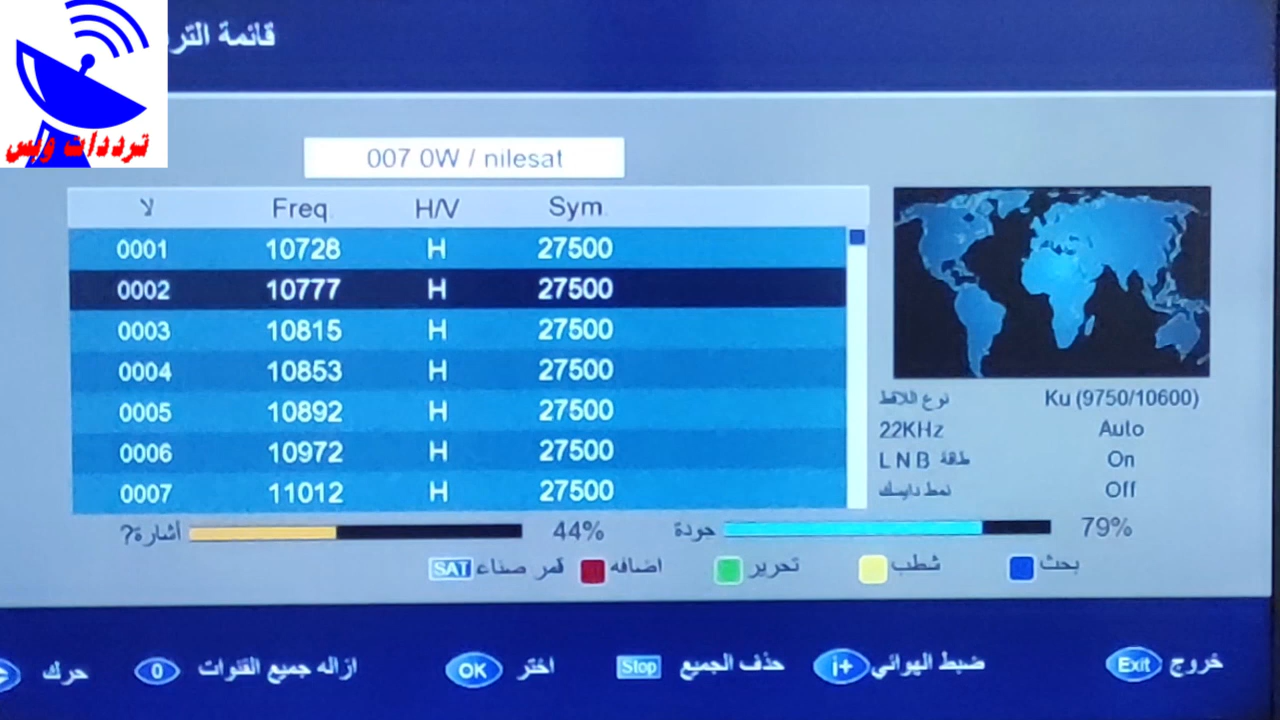 قائمة التر
ترددات ويس
007 0W / nilesat
لا Freq. H/V Sym.
0001 10728 H 27500
0002 10777 H 27500
0003 10815 H 27500
0004 10853 H 27500
0005 10892 H 27500
0006 10972 H 27500
0007 11012 H 27500
نوع اللاقط Ku (9750/10600)
22KHz Auto
طاقة LNB On
نمط دايسك Off
أشارة? 44% جودة 79%
SAT قمر صناء اضافه تحرير شطب بحث
حرك 0 ازاله جميع القنوات OK اختر Stop حذف الجميع i+ ضبط الهوائي Exit خروج